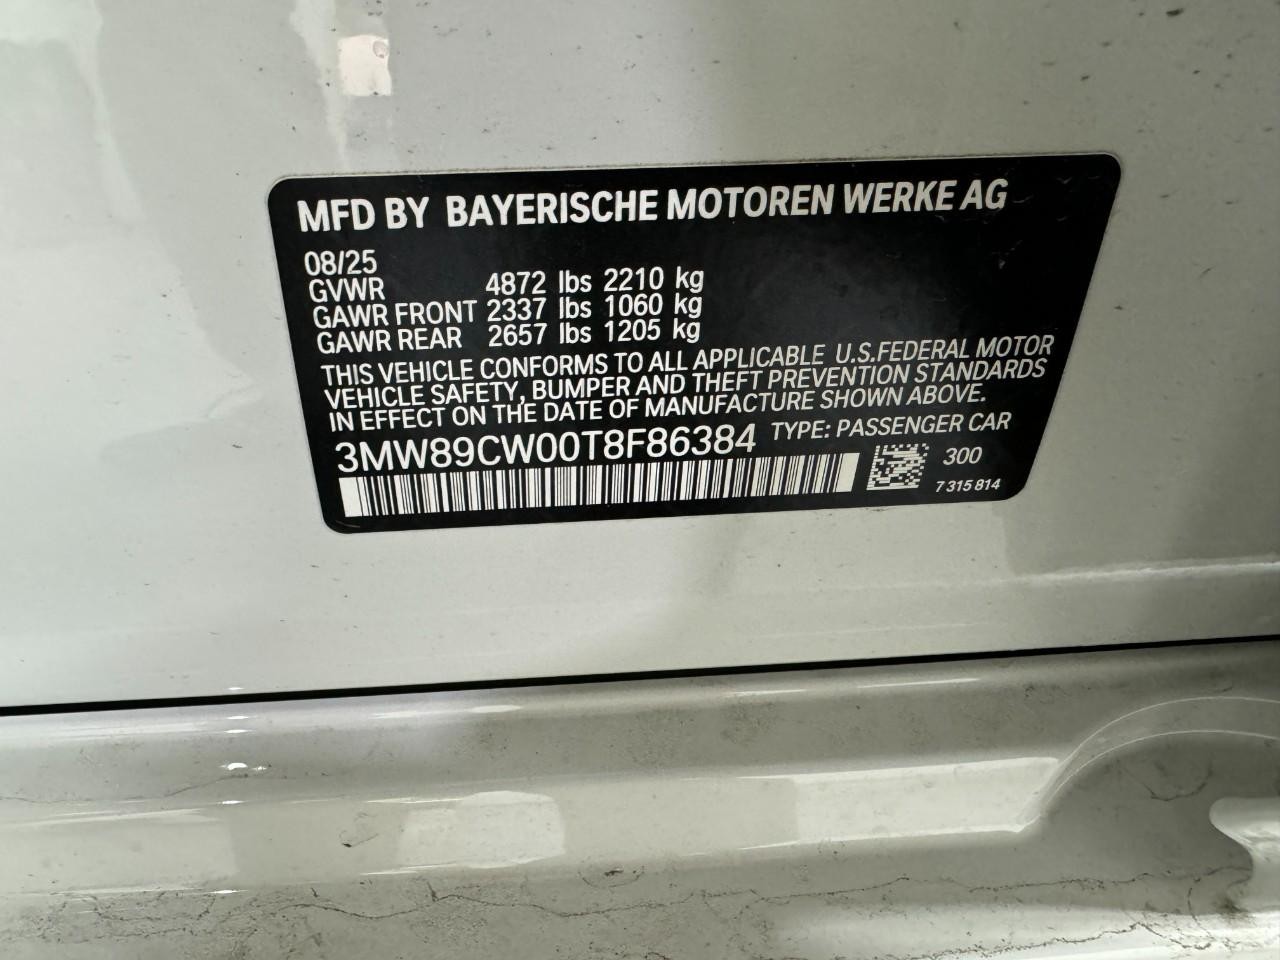 MFD BY BAYERISCHE MOTOREN WERKE AG
08/25
GVWR 4872 lbs 2210 kg
GAWR FRONT 2337 lbs 1060 kg
GAWR REAR 2657 lbs 1205 kg
THIS VEHICLE CONFORMS TO ALL APPLICABLE U.S.FEDERAL MOTOR
VEHICLE SAFETY, BUMPER AND THEFT PREVENTION STANDARDS
IN EFFECT ON THE DATE OF MANUFACTURE SHOWN ABOVE.
3MW89CW00T8F86384 TYPE: PASSENGER CAR
300
7 315 814